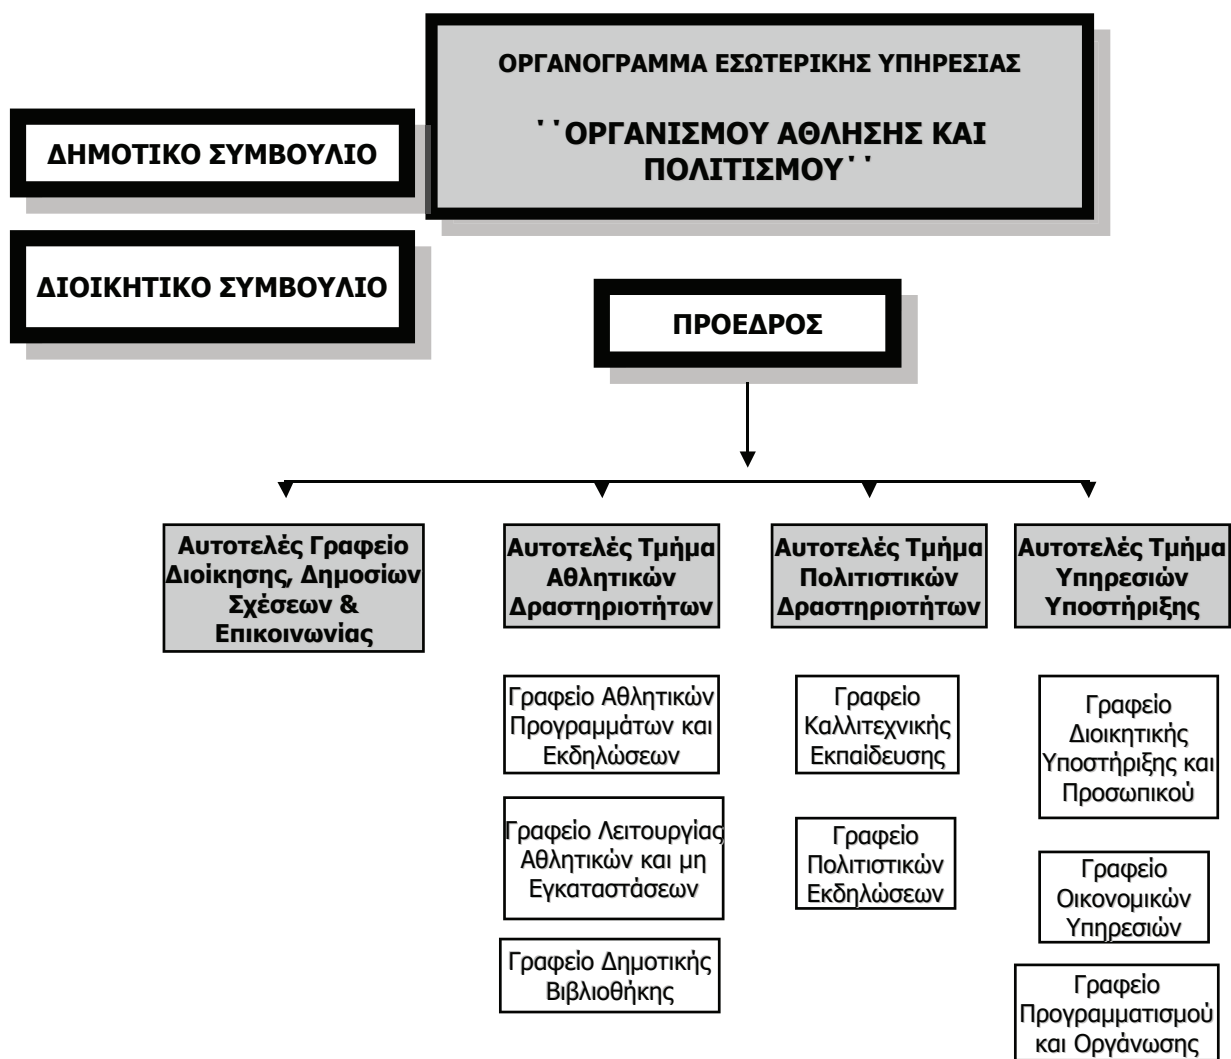 ΟΡΓΑΝΟΓΡΑΜΜΑ ΕΣΩΤΕΡΙΚΗΣ ΥΠΗΡΕΣΙΑΣ
΄΄ΟΡΓΑΝΙΣΜΟΥ ΑΘΛΗΣΗΣ ΚΑΙ
ΠΟΛΙΤΙΣΜΟΥ΄΄
ΔΗΜΟΤΙΚΟ ΣΥΜΒΟΥΛΙΟ
ΔΙΟΙΚΗΤΙΚΟ ΣΥΜΒΟΥΛΙΟ
ΠΡΟΕΔΡΟΣ
Αυτοτελές Γραφείο
Διοίκησης, Δημοσίων
Σχέσεων &
Επικοινωνίας
Αυτοτελές Τμήμα
Αθλητικών
Δραστηριοτήτων
Αυτοτελές Τμήμα
Πολιτιστικών
Δραστηριοτήτων
Αυτοτελές Τμήμα
Υπηρεσιών
Υποστήριξης
Γραφείο Αθλητικών
Προγραμμάτων και
Εκδηλώσεων
Γραφείο Λειτουργίας
Αθλητικών και μη
Εγκαταστάσεων
Γραφείο Δημοτικής
Βιβλιοθήκης
Γραφείο
Καλλιτεχνικής
Εκπαίδευσης
Γραφείο
Πολιτιστικών
Εκδηλώσεων
Γραφείο
Διοικητικής
Υποστήριξης και
Προσωπικού
Γραφείο
Οικονομικών
Υπηρεσιών
Γραφείο
Προγραμματισμού
και Οργάνωσης